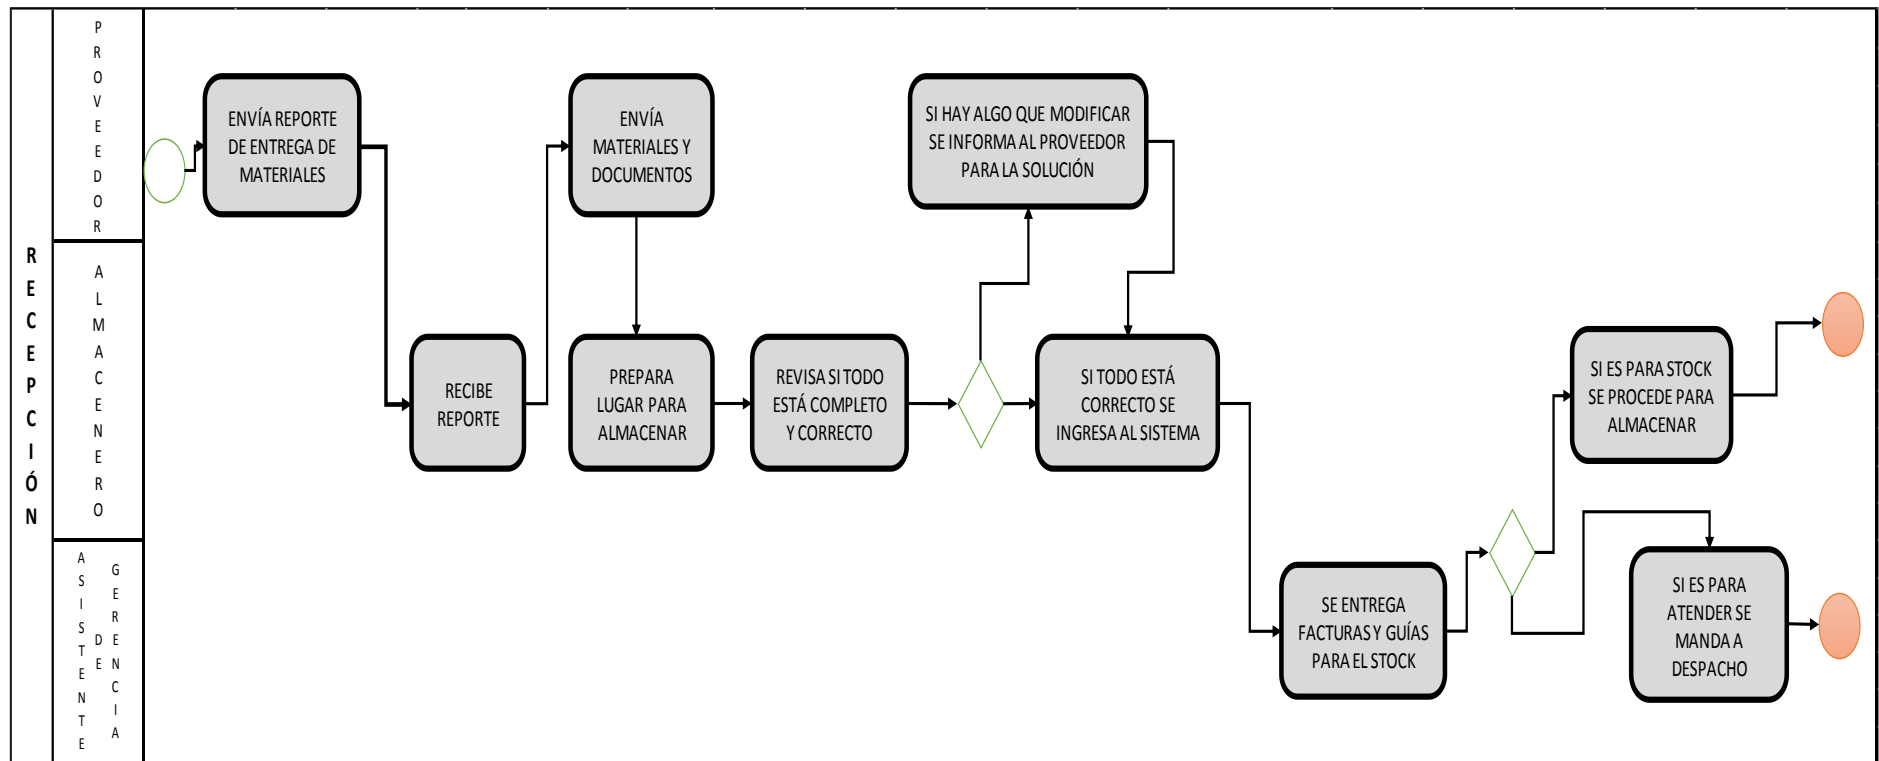 RECEPCIÓN
PROVEEDOR
ALMACENERO
ASISTENTE
DE
GERENCIA
ENVÍA REPORTE
DE ENTREGA DE
MATERIALES
RECIBE
REPORTE
ENVÍA
MATERIALES Y
DOCUMENTOS
PREPARA
LUGAR PARA
ALMACENAR
REVISA SI TODO
ESTÁ COMPLETO
Y CORRECTO
SI HAY ALGO QUE MODIFICAR
SE INFORMA AL PROVEEDOR
PARA LA SOLUCIÓN
SI TODO ESTÁ
CORRECTO SE
INGRESA AL SISTEMA
SE ENTREGA
FACTURAS Y GUÍAS
PARA EL STOCK
SI ES PARA STOCK
SE PROCEDE PARA
ALMACENAR
SI ES PARA
ATENDER SE
MANDA A
DESPACHO